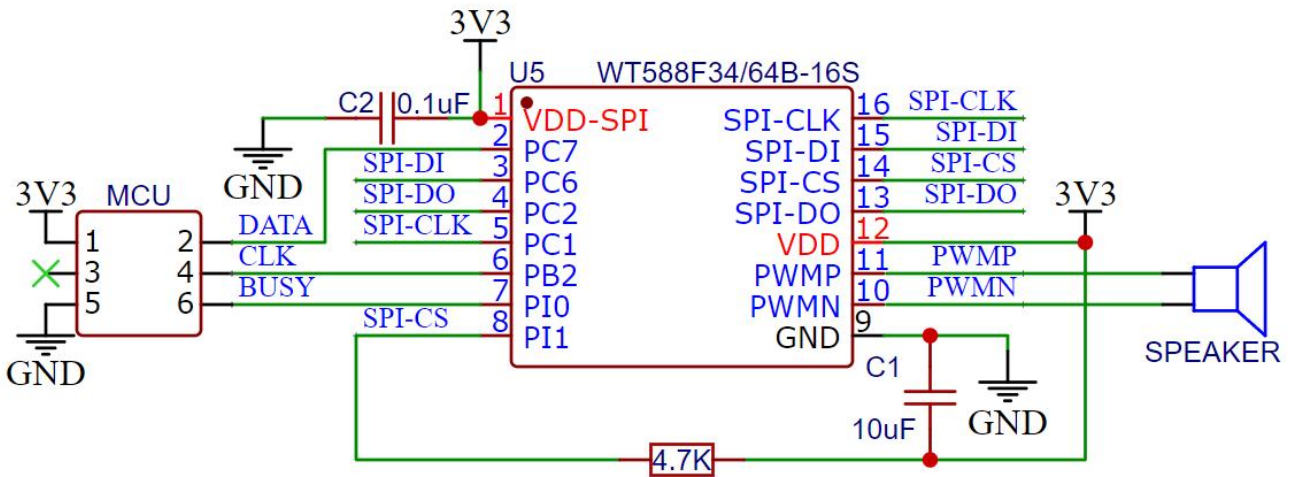 3V3
U5 WT588F34/64B-16S
C2 0.1uF
GND
1 VDD-SPI
2 PC7
SPI-DI 3 PC6
SPI-DO 4 PC2
SPI-CLK 5 PC1
6 PB2
7 PI0
SPI-CS 8 PI1
SPI-CLK 16 SPI-CLK
SPI-DI 15 SPI-DI
SPI-CS 14 SPI-CS
SPI-DO 13 SPI-DO
VDD 12
PWMP 11 PWMP
PWMN 10 PWMN
GND 9
3V3
MCU
1 2 DATA
3 4 CLK
5 6 BUSY
GND
3V3
SPEAKER
C1
10uF
GND
4.7K